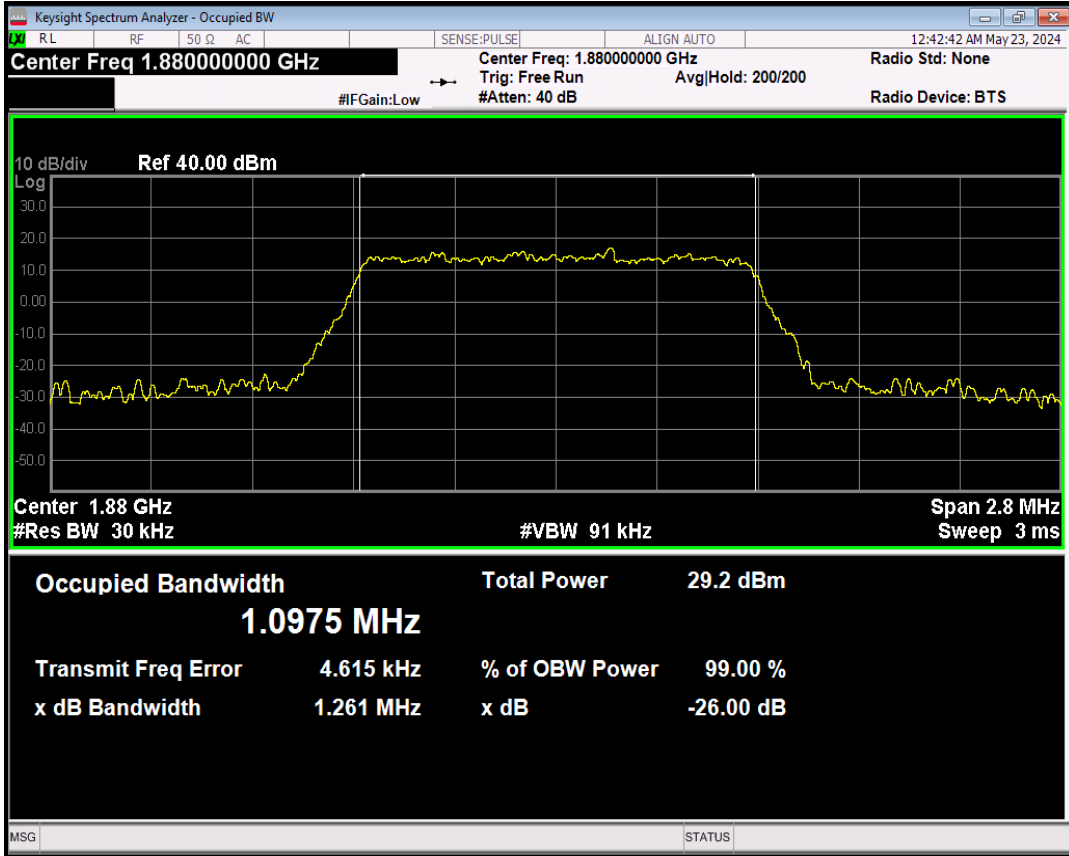 Keysight Spectrum Analyzer - Occupied BW
LXI RL RF 50 Ω AC SENSE:PULSE ALIGN AUTO 12:42:42 AM May 23, 2024
Center Freq 1.880000000 GHz Center Freq: 1.880000000 GHz Radio Std: None
Trig: Free Run Avg|Hold: 200/200
#IFGain:Low #Atten: 40 dB Radio Device: BTS
10 dB/div Ref 40.00 dBm
Log
30.0
20.0
10.0
0.00
-10.0
-20.0
-30.0
-40.0
-50.0
Center 1.88 GHz Span 2.8 MHz
#Res BW 30 kHz #VBW 91 kHz Sweep 3 ms
Occupied Bandwidth Total Power 29.2 dBm
1.0975 MHz
Transmit Freq Error 4.615 kHz % of OBW Power 99.00 %
x dB Bandwidth 1.261 MHz x dB -26.00 dB
MSG STATUS